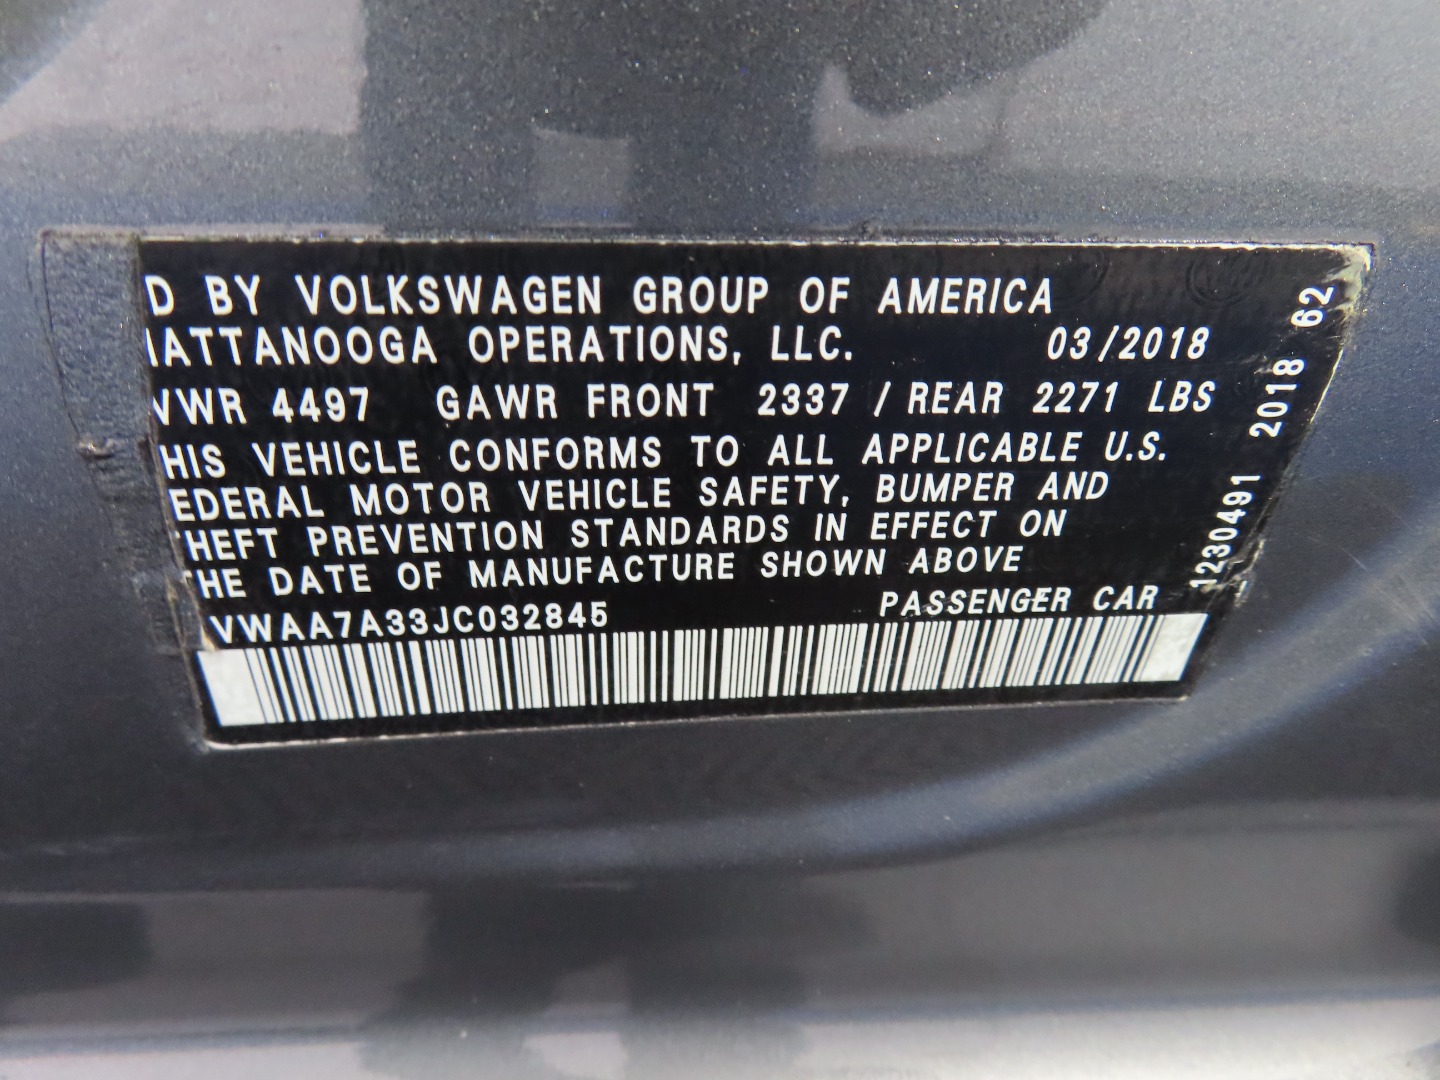 D BY VOLKSWAGEN GROUP OF AMERICA
ATTANOOGA OPERATIONS, LLC. 03/2018
VWR 4497 GAWR FRONT 2337 / REAR 2271 LBS
HIS VEHICLE CONFORMS TO ALL APPLICABLE U.S.
EDERAL MOTOR VEHICLE SAFETY, BUMPER AND
HEFT PREVENTION STANDARDS IN EFFECT ON
HE DATE OF MANUFACTURE SHOWN ABOVE
VWAA7A33JC032845 PASSENGER CAR
1230491 2018 62